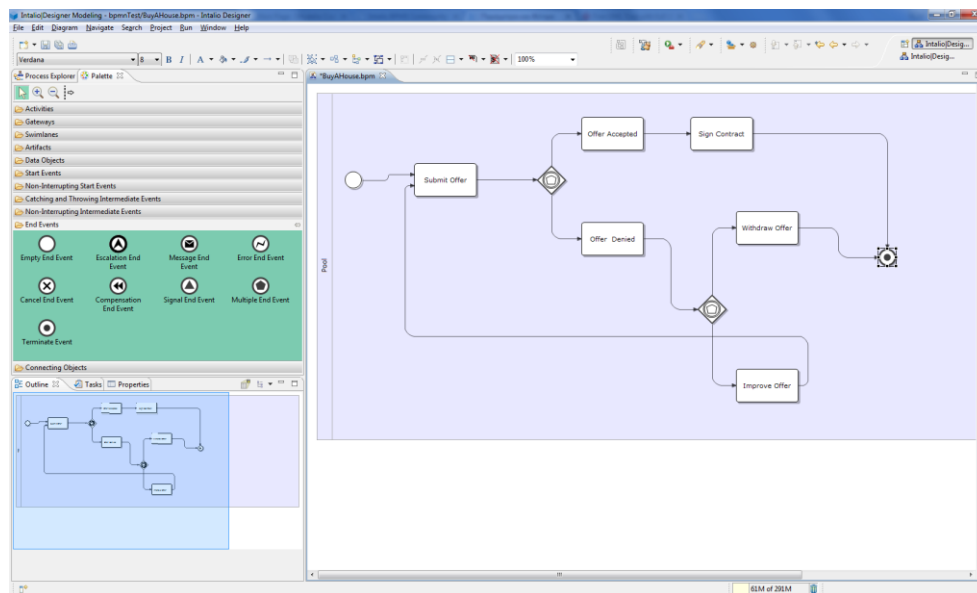 Intalio|Designer Modeling - bpmnTest/BuyAHouse.bpm - Intalio Designer
File Edit Diagram Navigate Search Project Run Window Help
Verdana 8 B I A 100%
Intalio|Desig...
Intalio|Desig...
Process Explorer Palette
Activities
Gateways
Swimlanes
Artifacts
Data Objects
Start Events
Non-Interrupting Start Events
Catching and Throwing Intermediate Events
Non-Interrupting Intermediate Events
End Events
Empty End Event
Escalation End Event
Message End Event
Error End Event
Cancel End Event
Compensation End Event
Signal End Event
Multiple End Event
Terminate Event
Connecting Objects
Outline Tasks Properties
*BuyAHouse.bpm
Pool
Submit Offer
Offer Accepted
Sign Contract
Offer Denied
Withdraw Offer
Improve Offer
61M of 291M